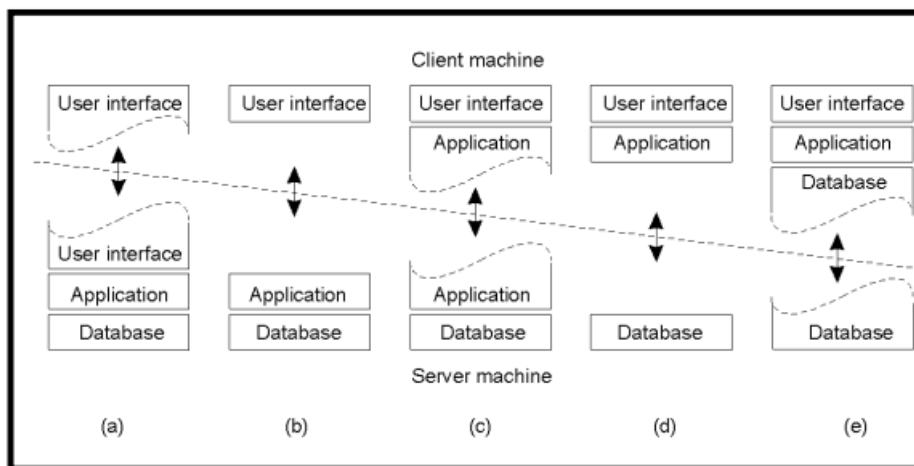 Client machine
User interface User interface User interface User interface User interface
Application Application Application
Database
User interface
Application Application Application
Database Database Database Database Database
Server machine
(a) (b) (c) (d) (e)